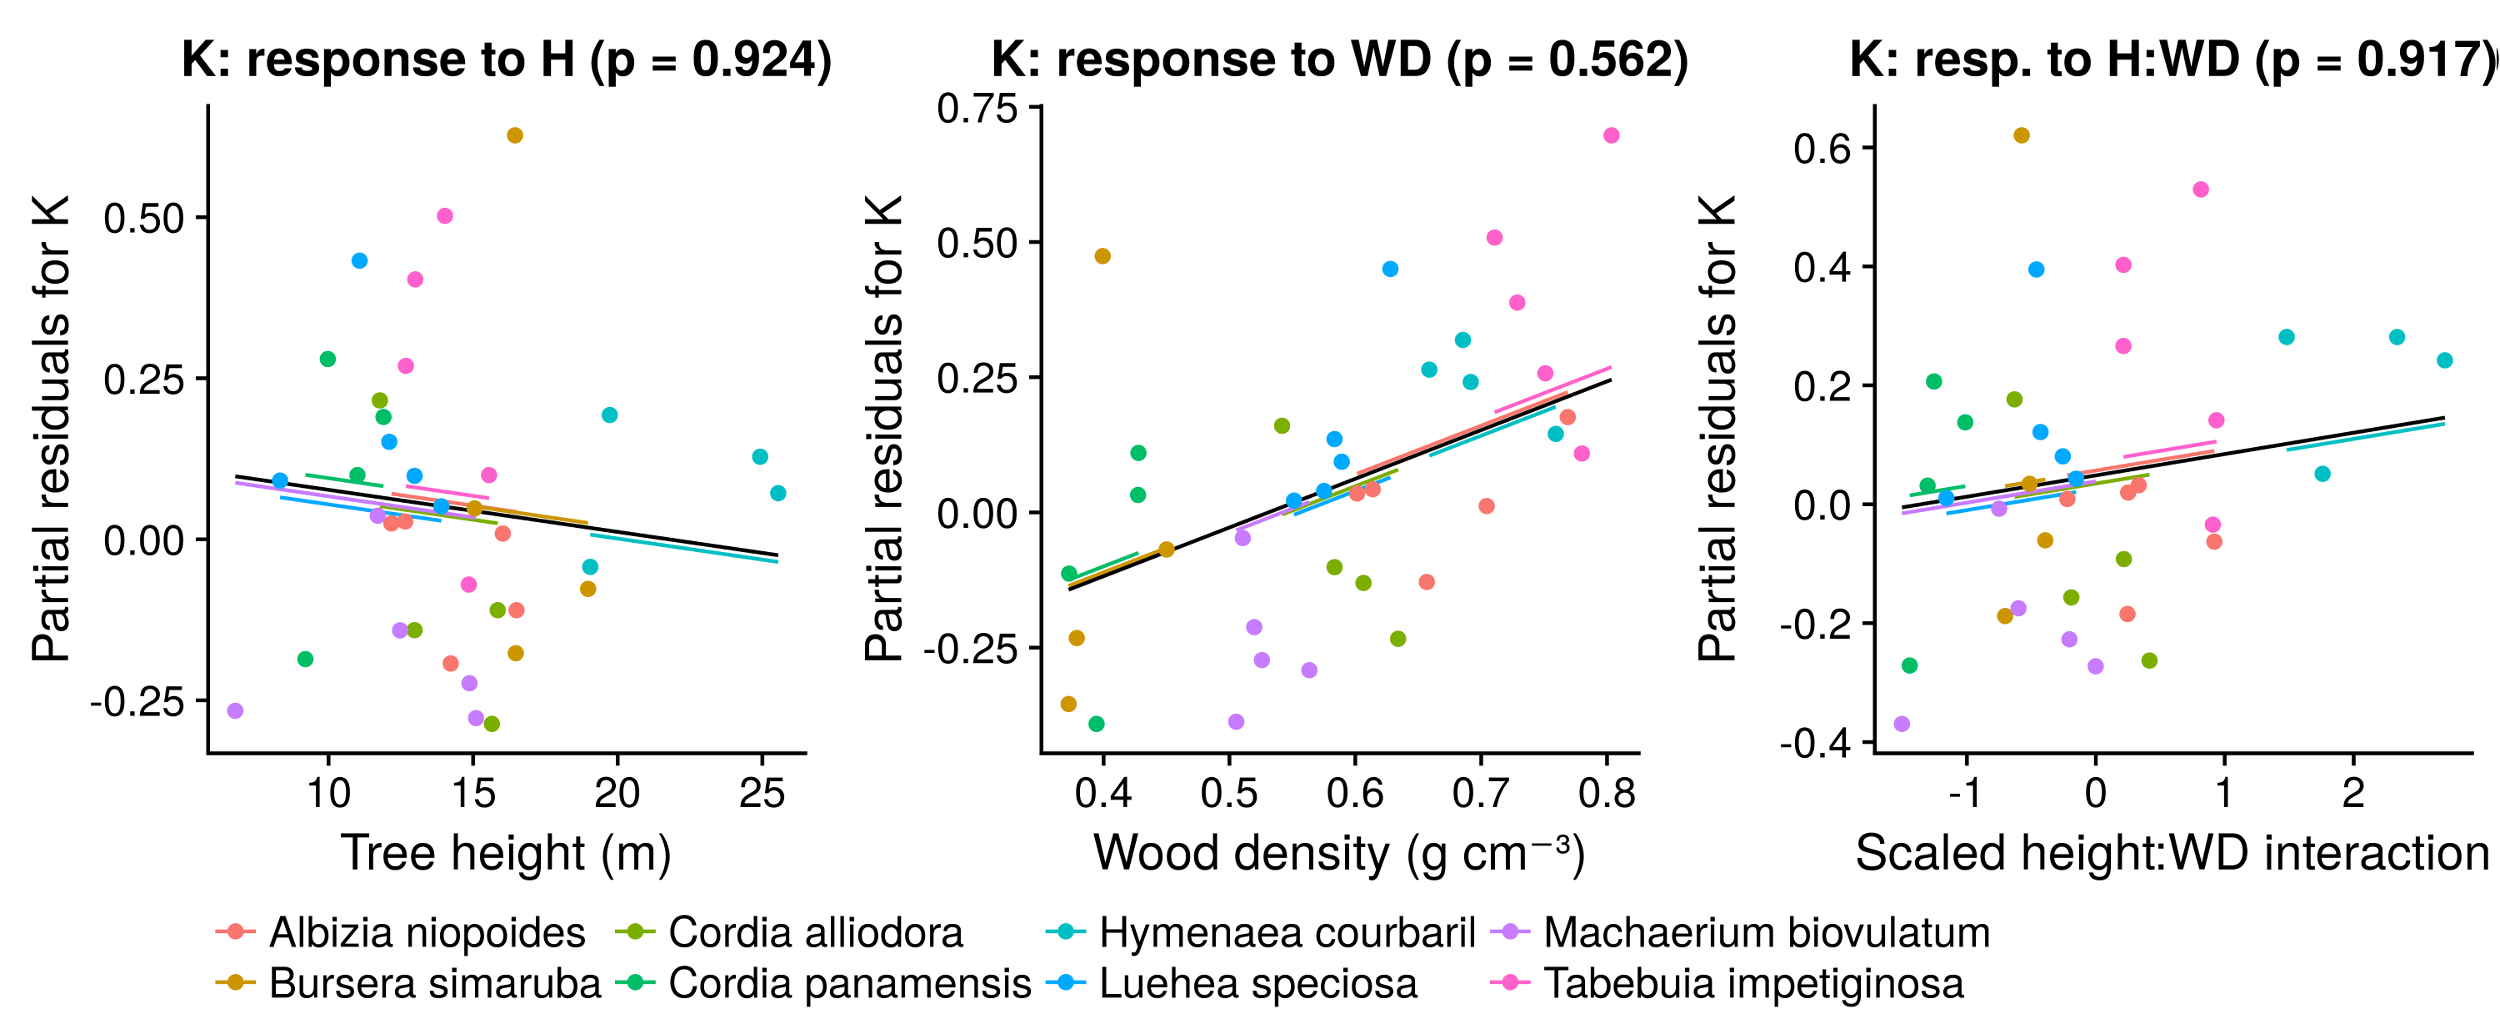 K: response to H (p = 0.924)
K: response to WD (p = 0.562)
K: resp. to H:WD (p = 0.917)
Partial residuals for K
0.50
0.25
0.00
-0.25
10 15 20 25
Tree height (m)
Partial residuals for K
0.75
0.50
0.25
0.00
-0.25
0.4 0.5 0.6 0.7 0.8
Wood density (g cm⁻³)
Partial residuals for K
0.6
0.4
0.2
0.0
-0.2
-0.4
-1 0 1 2
Scaled height:WD interaction
Albizia niopoides Cordia alliodora Hymenaea courbaril Machaerium biovulatum
Bursera simaruba Cordia panamensis Luehea speciosa Tabebuia impetiginosa